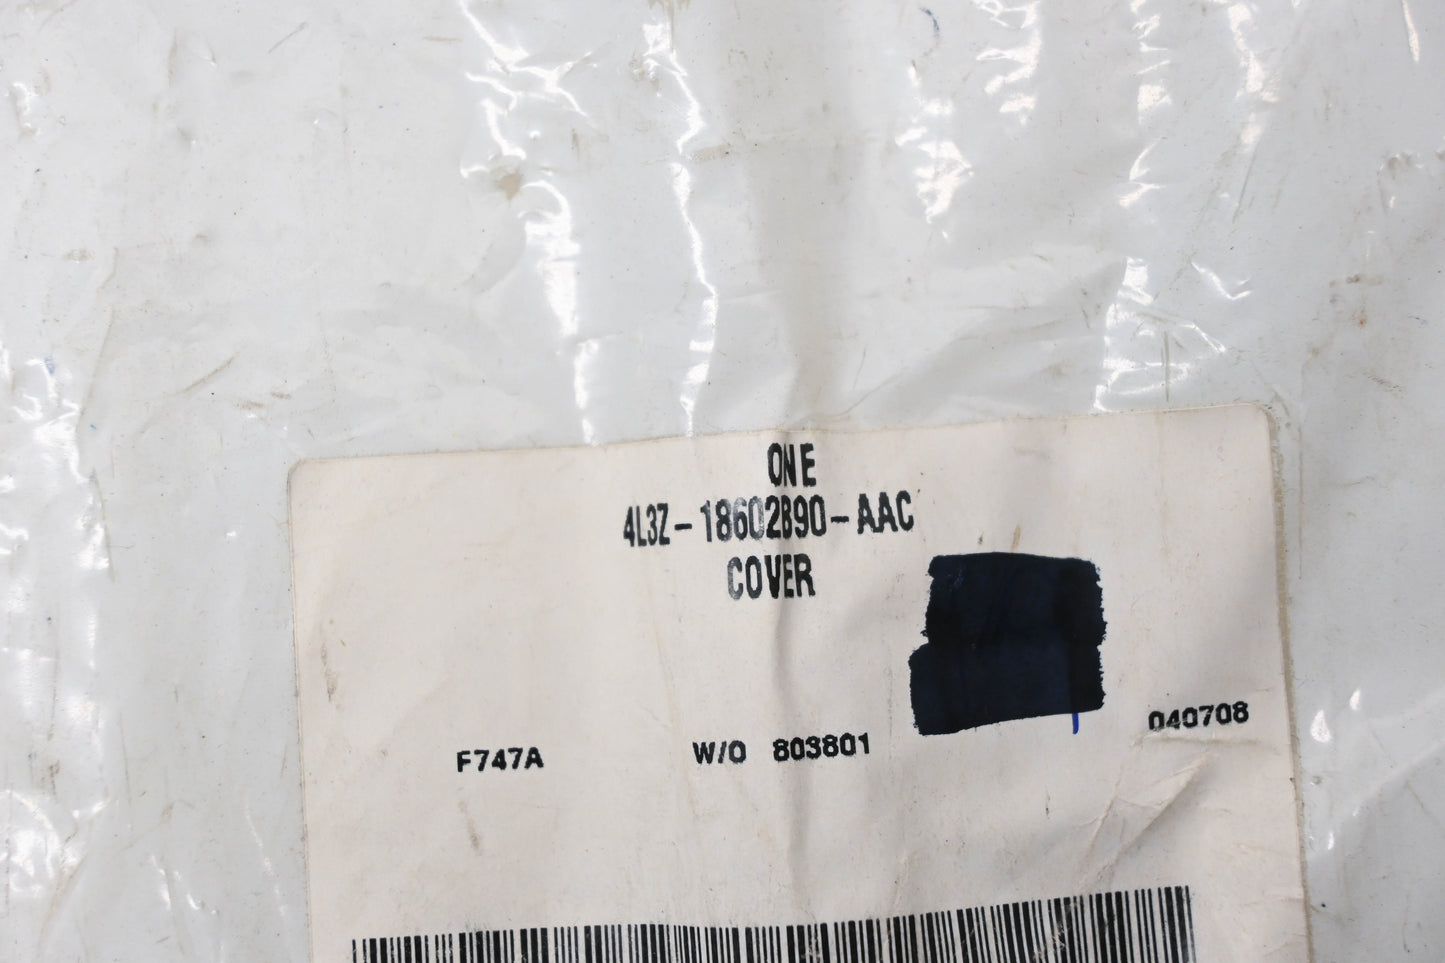 ONE
4L3Z-18602B90-AAC
COVER
F747A W/O 803801 040708